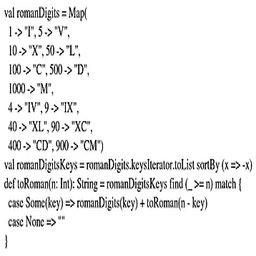 val romanDigits = Map(
1 -> "I", 5 -> "V",
10 -> "X", 50 -> "L",
100 -> "C", 500 -> "D",
1000 -> "M",
4 -> "IV", 9 -> "IX",
40 -> "XL", 90 -> "XC",
400 -> "CD", 900 -> "CM")
val romanDigitsKeys = romanDigits.keysIterator.toList sortBy (x => -x)
def toRoman(n: Int): String = romanDigitsKeys find (_ >= n) match {
case Some(key) => romanDigits(key) + toRoman(n - key)
case None => ""
}